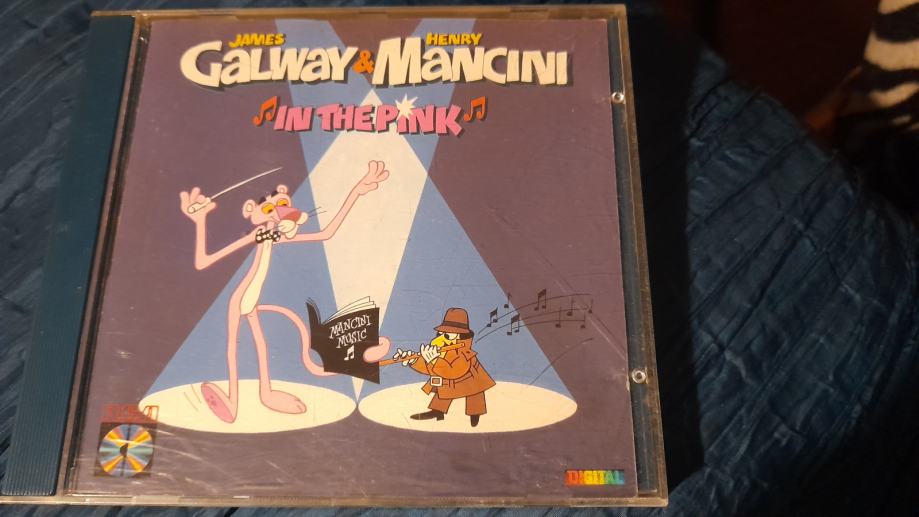 JAMES HENRY
GALWAY & MANCINI
IN THE PINK
MANCINI
MUSIC
DIGITAL